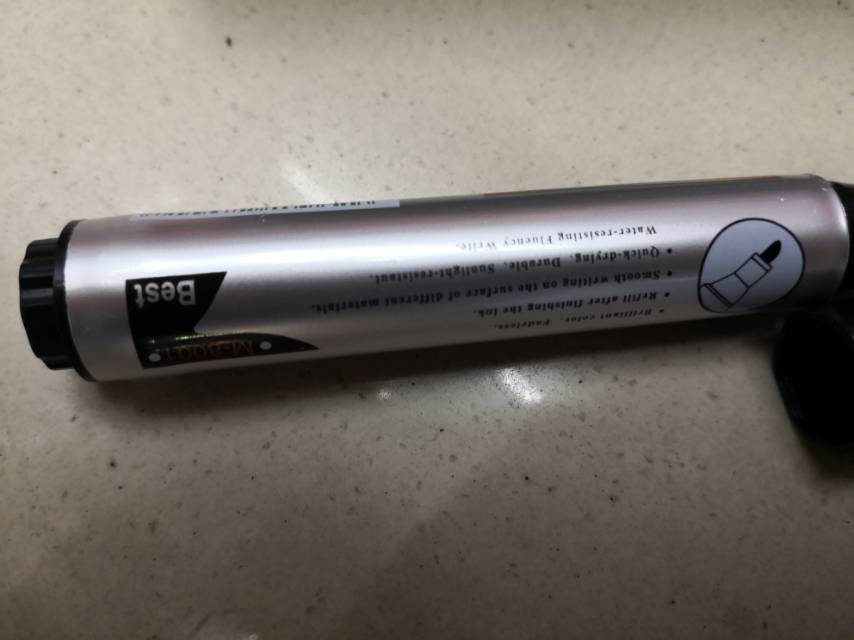 • Brilliant color. Fadeless.
• Refill after finishing the ink.
• Smooth writing on the surface of different materials.
• Quick-drying. Durable. Sunlight-resistant.
Water-resisting Fluency Write.
Best